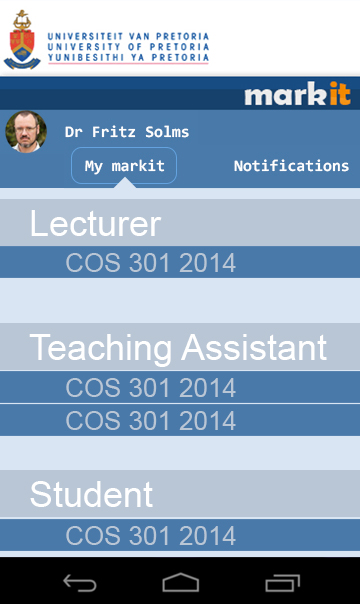 UNIVERSITEIT VAN PRETORIA
UNIVERSITY OF PRETORIA
YUNIBESITHI YA PRETORIA
markit
Dr Fritz Solms
My markit
Notifications
Lecturer
COS 301 2014
Teaching Assistant
COS 301 2014
COS 301 2014
Student
COS 301 2014